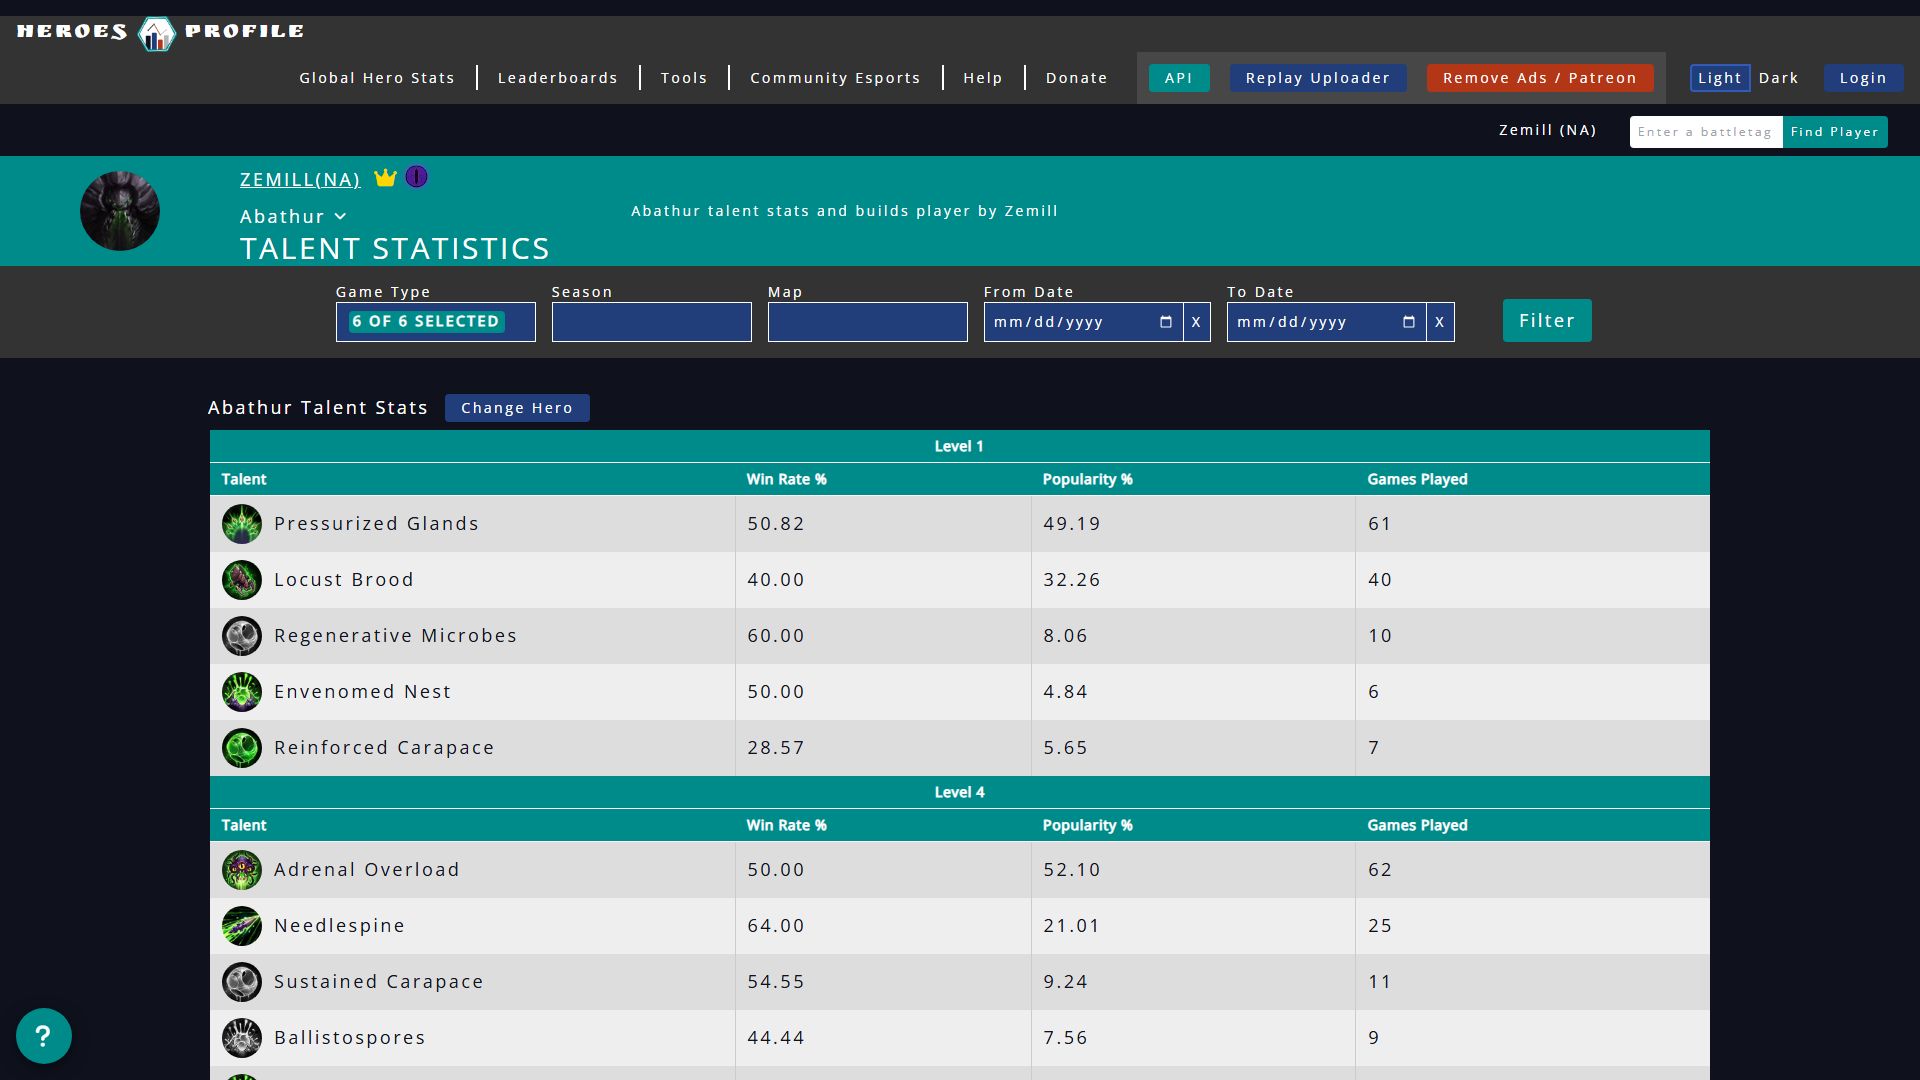 HEROES PROFILE
Global Hero Stats
Leaderboards
Tools
Community Esports
Help
Donate
API
Replay Uploader
Remove Ads / Patreon
Light
Dark
Login
Zemill (NA)
Enter a battletag
Find Player
ZEMILL(NA)
Abathur
TALENT STATISTICS
Abathur talent stats and builds player by Zemill
Game Type
Season
Map
From Date
To Date
6 OF 6 SELECTED
mm/dd/yyyy
X
mm/dd/yyyy
X
Filter
Abathur Talent Stats
Change Hero
Level 1
Talent Win Rate % Popularity % Games Played
Pressurized Glands 50.82 49.19 61
Locust Brood 40.00 32.26 40
Regenerative Microbes 60.00 8.06 10
Envenomed Nest 50.00 4.84 6
Reinforced Carapace 28.57 5.65 7
Level 4
Talent Win Rate % Popularity % Games Played
Adrenal Overload 50.00 52.10 62
Needlespine 64.00 21.01 25
Sustained Carapace 54.55 9.24 11
Ballistospores 44.44 7.56 9
?